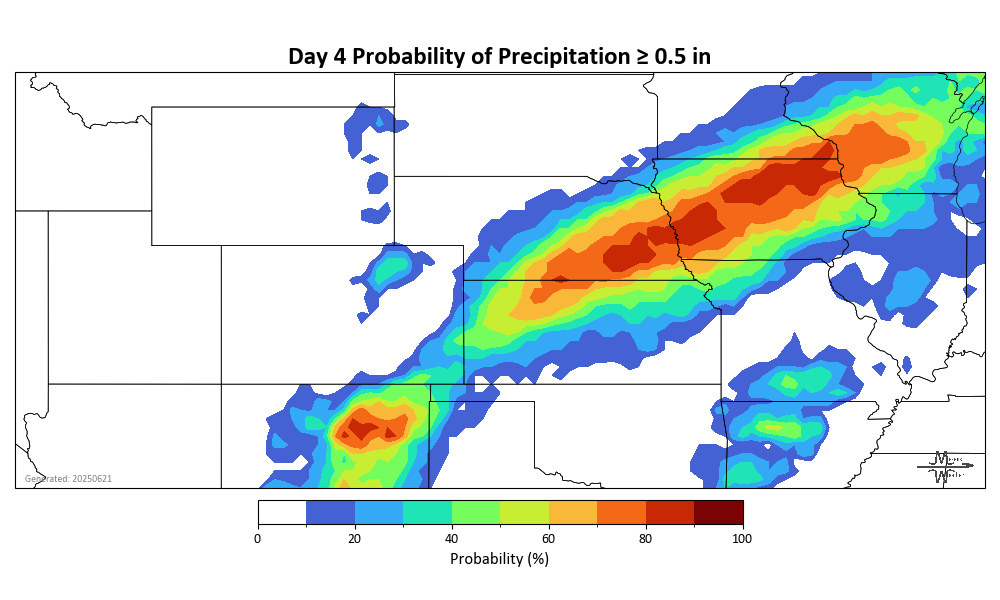 Day 4 Probability of Precipitation ≥ 0.5 in
Generated: 20250621
0 20 40 60 80 100
Probability (%)